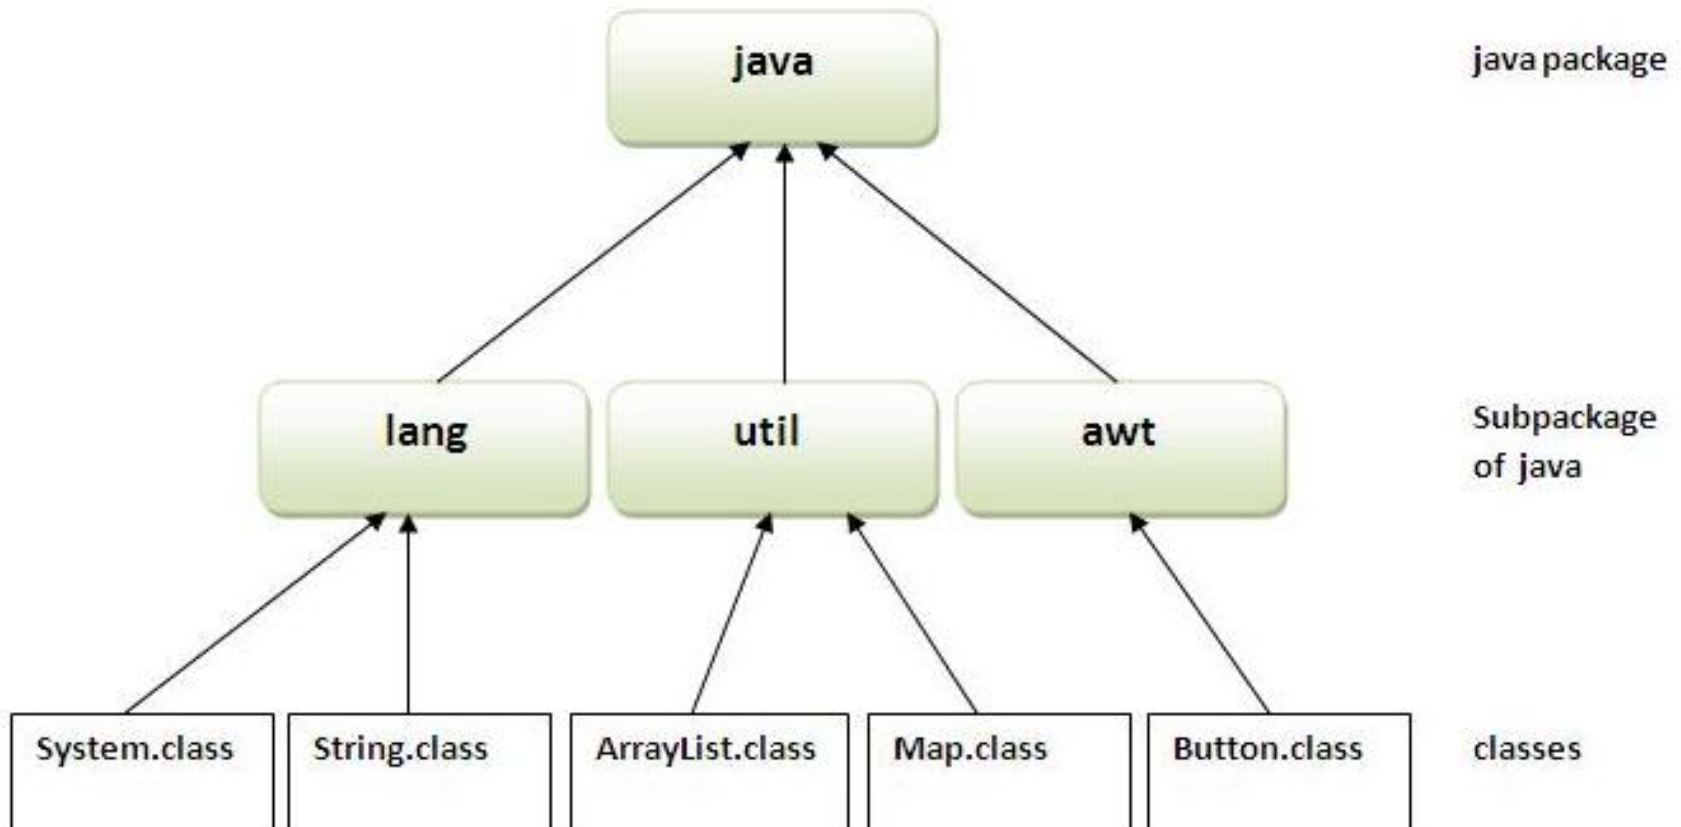 java
java package
lang
util
awt
Subpackage
of java
System.class
String.class
ArrayList.class
Map.class
Button.class
classes